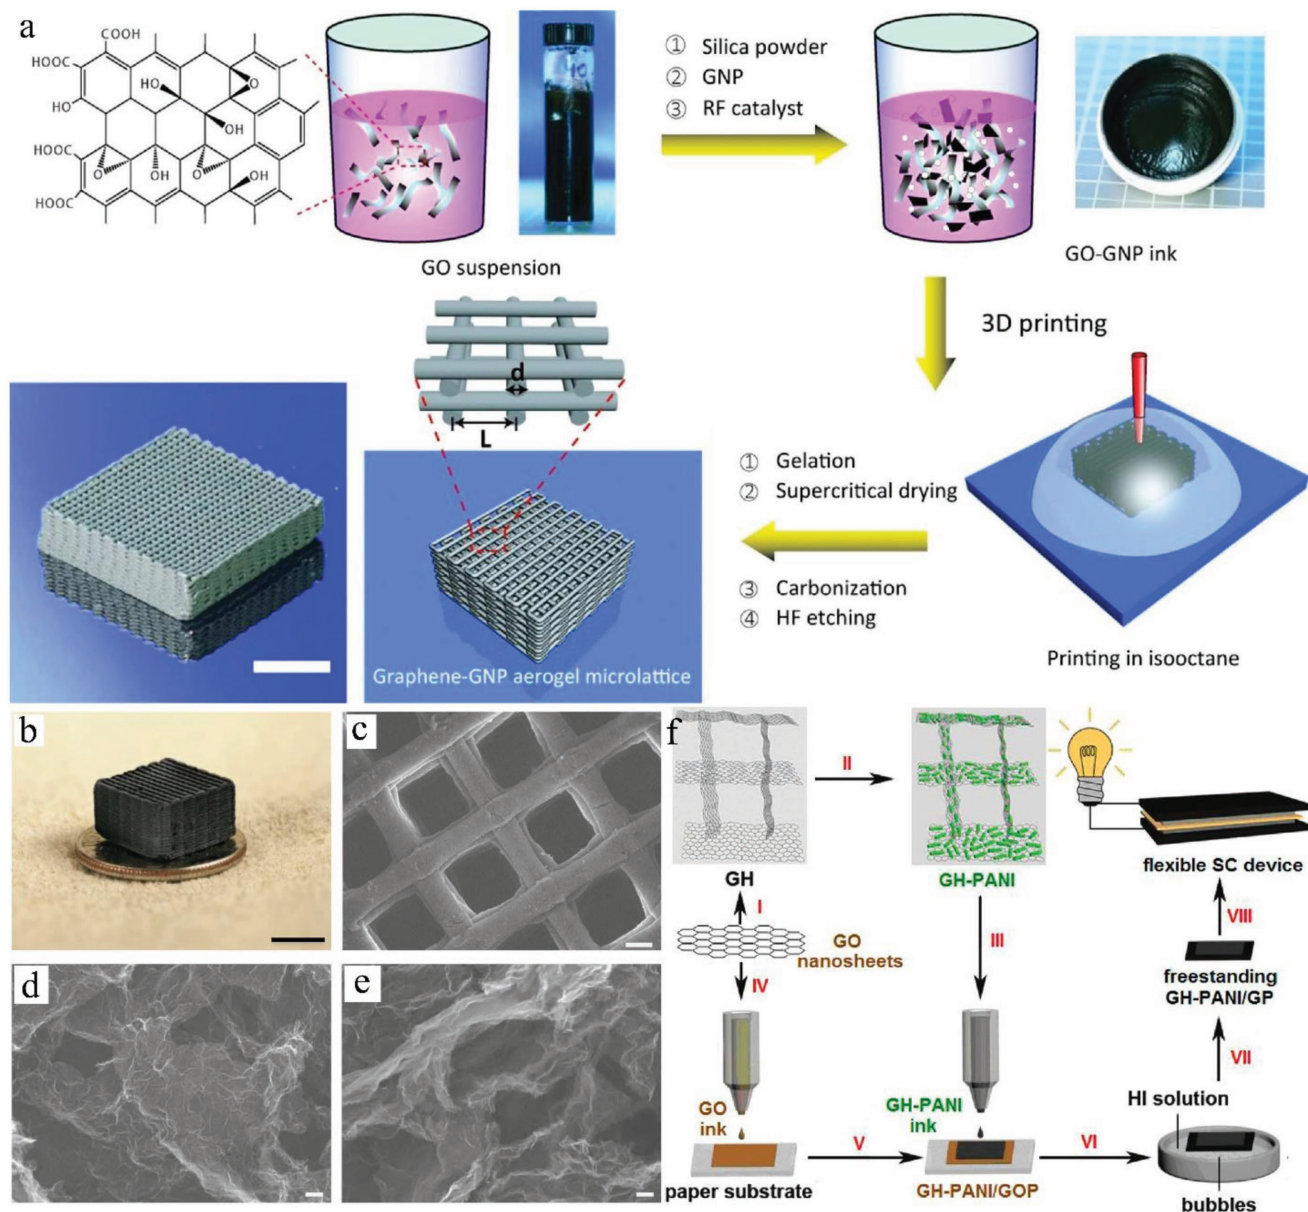 a
COOH
HOOC
HOOC
HO
HO
O
OH
HOOC
O
OH
O
OH
HOOC
GO suspension
① Silica powder
② GNP
③ RF catalyst
GO-GNP ink
3D printing
d
L
① Gelation
② Supercritical drying
③ Carbonization
④ HF etching
Printing in isooctane
Graphene-GNP aerogel microlattice
b
c
d
e
f
II
GH
GH-PANI
flexible SC device
I
GO
nanosheets
III
VIII
IV
freestanding
GH-PANI/GP
VII
GO
ink
GH-PANI
ink
HI solution
V
VI
paper substrate
GH-PANI/GOP
bubbles